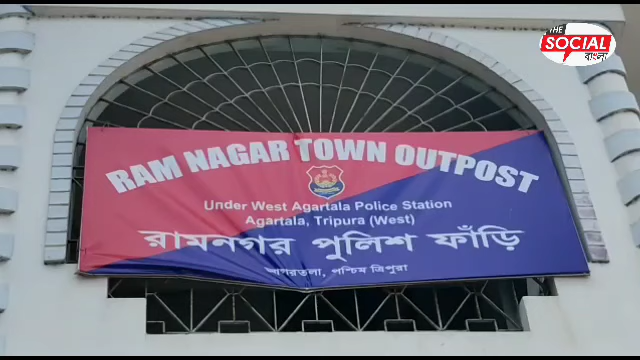 THE
SOCIAL
বাংলা
RAM NAGAR TOWN OUTPOST
Under West Agartala Police Station
Agartala, Tripura (West)
রামনগর পুলিশ ফাঁড়ি
আগরতলা, পশ্চিম ত্রিপুরা